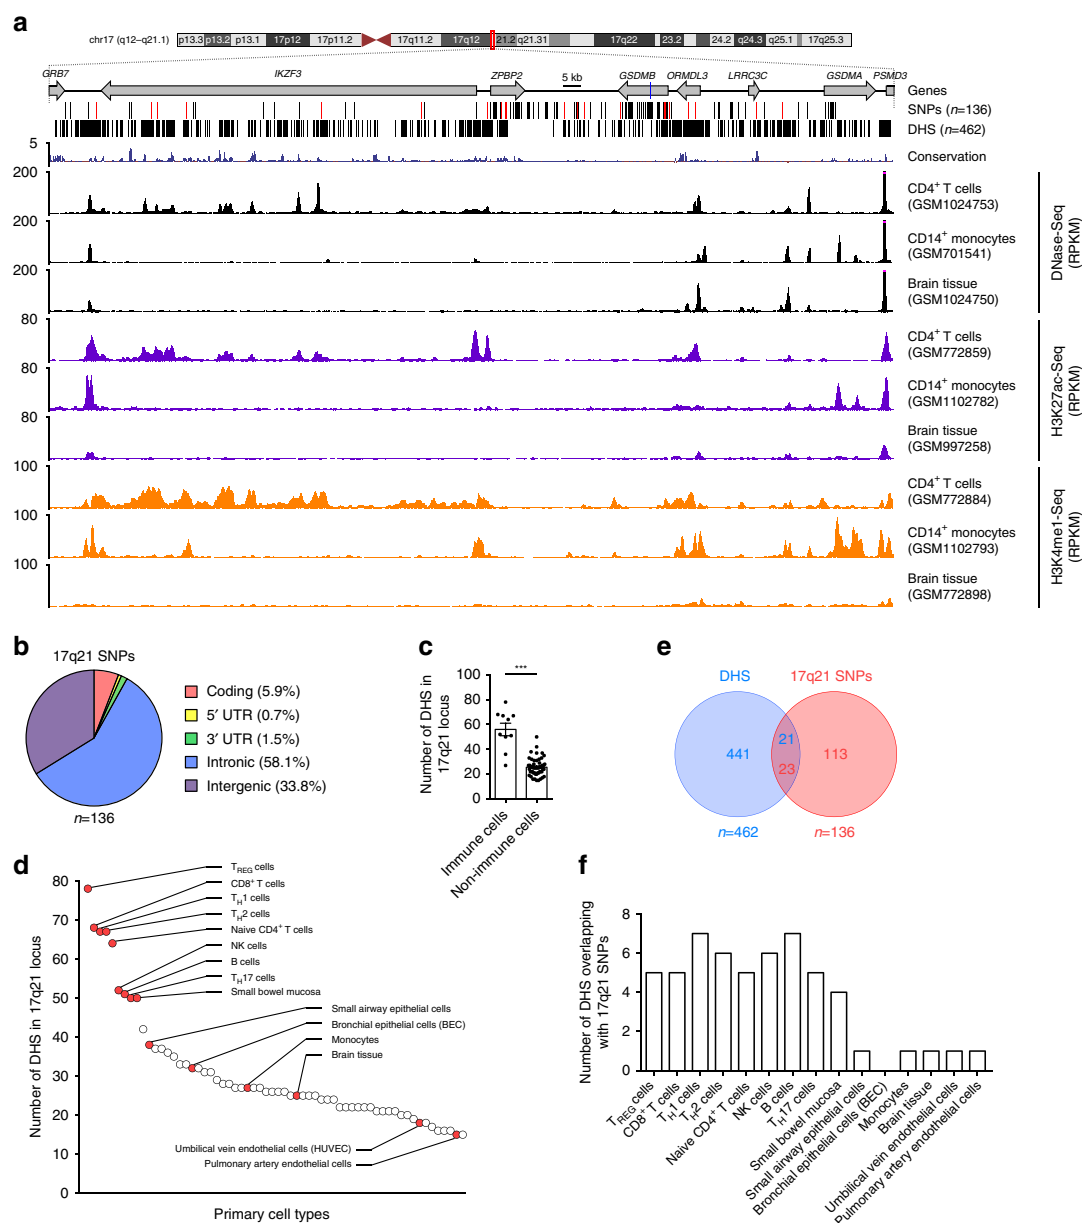 a
chr17 (q12–q21.1)
p13.3 p13.2 p13.1 17p12 17p11.2 17q11.2 17q12 21.2 q21.31 17q22 23.2 24.2 q24.3 q25.1 17q25.3
GRB7 IKZF3 ZPBP2 5 kb GSDMB ORMDL3 LRRC3C GSDMA PSMD3
Genes
SNPs (n=136)
DHS (n=462)
5
Conservation
200
CD4+ T cells
(GSM1024753)
200
CD14+ monocytes
(GSM701541)
200
Brain tissue
(GSM1024750)
DNase-Seq
(RPKM)
80
CD4+ T cells
(GSM772859)
80
CD14+ monocytes
(GSM1102782)
80
Brain tissue
(GSM997258)
H3K27ac-Seq
(RPKM)
100
CD4+ T cells
(GSM772884)
100
CD14+ monocytes
(GSM1102793)
100
Brain tissue
(GSM772898)
H3K4me1-Seq
(RPKM)
b
17q21 SNPs
Coding (5.9%)
5′ UTR (0.7%)
3′ UTR (1.5%)
Intronic (58.1%)
Intergenic (33.8%)
n=136
c
Number of DHS in
17q21 locus
100
80
60
40
20
0
***
Immune cells
Non-immune cells
e
DHS
17q21 SNPs
441
21
23
113
n=462
n=136
d
Number of DHS in 17q21 locus
80
70
60
50
40
30
20
10
0
TREG cells
CD8+ T cells
TH1 cells
TH2 cells
Naive CD4+ T cells
NK cells
B cells
TH17 cells
Small bowel mucosa
Small airway epithelial cells
Bronchial epithelial cells (BEC)
Monocytes
Brain tissue
Umbilical vein endothelial cells (HUVEC)
Pulmonary artery endothelial cells
Primary cell types
f
Number of DHS overlapping
with 17q21 SNPs
8
6
4
2
0
TREG cells
CD8+ T cells
TH1 cells
TH2 cells
Naive CD4+ T cells
NK cells
B cells
TH17 cells
Small bowel mucosa
Small airway epithelial cells
Bronchial epithelial cells (BEC)
Monocytes
Brain tissue
Umbilical vein endothelial cells
Pulmonary artery endothelial cells